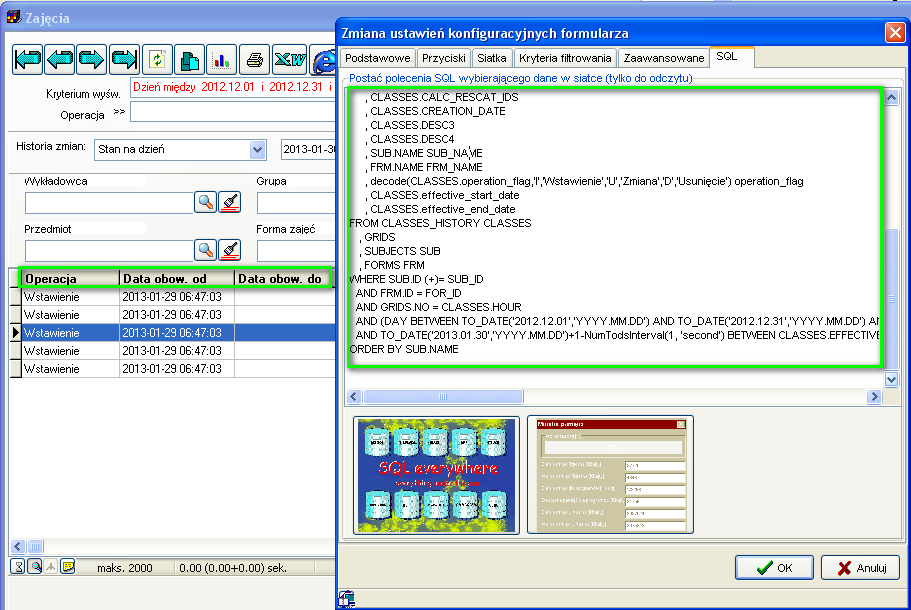 Zajęcia
Kryterium wyśw.
Dzień między 2012.12.01 i 2012.12.31 i
Operacja >>
Historia zmian:
Stan na dzień
2013-01-30
Wykładowca
Grupa
Przedmiot
Forma zajęć
Operacja Data obow. od Data obow. do
Wstawienie 2013-01-29 06:47:03
Wstawienie 2013-01-29 06:47:03
Wstawienie 2013-01-29 06:47:03
Wstawienie 2013-01-29 06:47:03
Wstawienie 2013-01-29 06:47:03
maks. 2000 0.00 (0.00+0.00) sek.
Zmiana ustawień konfiguracyjnych formularza
Podstawowe Przyciski Siatka Kryteria filtrowania Zaawansowane SQL
Postać polecenia SQL wybierającego dane w siatce (tylko do odczytu)
, CLASSES.CALC_RESCAT_IDS
, CLASSES.CREATION_DATE
, CLASSES.DESC3
, CLASSES.DESC4
, SUB.NAME SUB_NAME
, FRM.NAME FRM_NAME
, decode(CLASSES.operation_flag,'I','Wstawienie','U','Zmiana','D','Usunięcie') operation_flag
, CLASSES.effective_start_date
, CLASSES.effective_end_date
FROM CLASSES_HISTORY CLASSES
, GRIDS
, SUBJECTS SUB
, FORMS FRM
WHERE SUB.ID (+)= SUB_ID
AND FRM.ID = FOR_ID
AND GRIDS.NO = CLASSES.HOUR
AND (DAY BETWEEN TO_DATE('2012.12.01','YYYY.MM.DD') AND TO_DATE('2012.12.31','YYYY.MM.DD') AN
AND TO_DATE('2013.01.30','YYYY.MM.DD')+1-NumTodsInterval(1, 'second') BETWEEN CLASSES.EFFECTIVE
ORDER BY SUB.NAME
SQL everywhere
OK
Anuluj